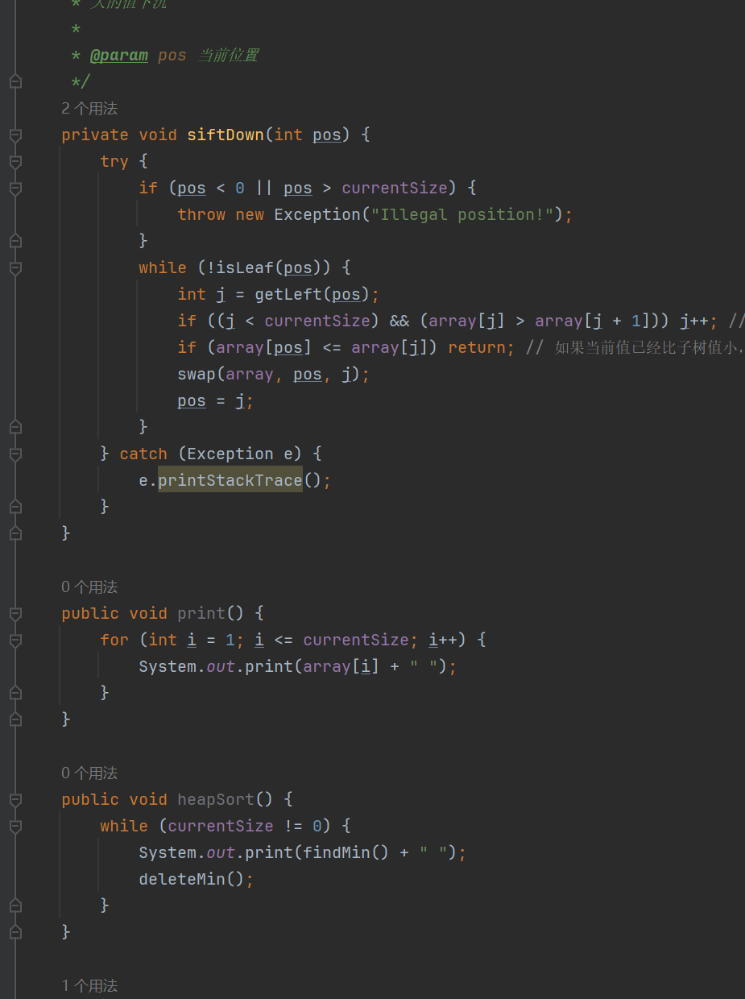 * 大的值下沉
*
* @param pos 当前位置
*/
2 个用法
private void siftDown(int pos) {
try {
if (pos < 0 || pos > currentSize) {
throw new Exception("Illegal position!");
}
while (!isLeaf(pos)) {
int j = getLeft(pos);
if ((j < currentSize) && (array[j] > array[j + 1])) j++; //
if (array[pos] <= array[j]) return; // 如果当前值已经比子树值小,
swap(array, pos, j);
pos = j;
}
} catch (Exception e) {
e.printStackTrace();
}
}
0 个用法
public void print() {
for (int i = 1; i <= currentSize; i++) {
System.out.print(array[i] + " ");
}
}
0 个用法
public void heapSort() {
while (currentSize != 0) {
System.out.print(findMin() + " ");
deleteMin();
}
}
1 个用法